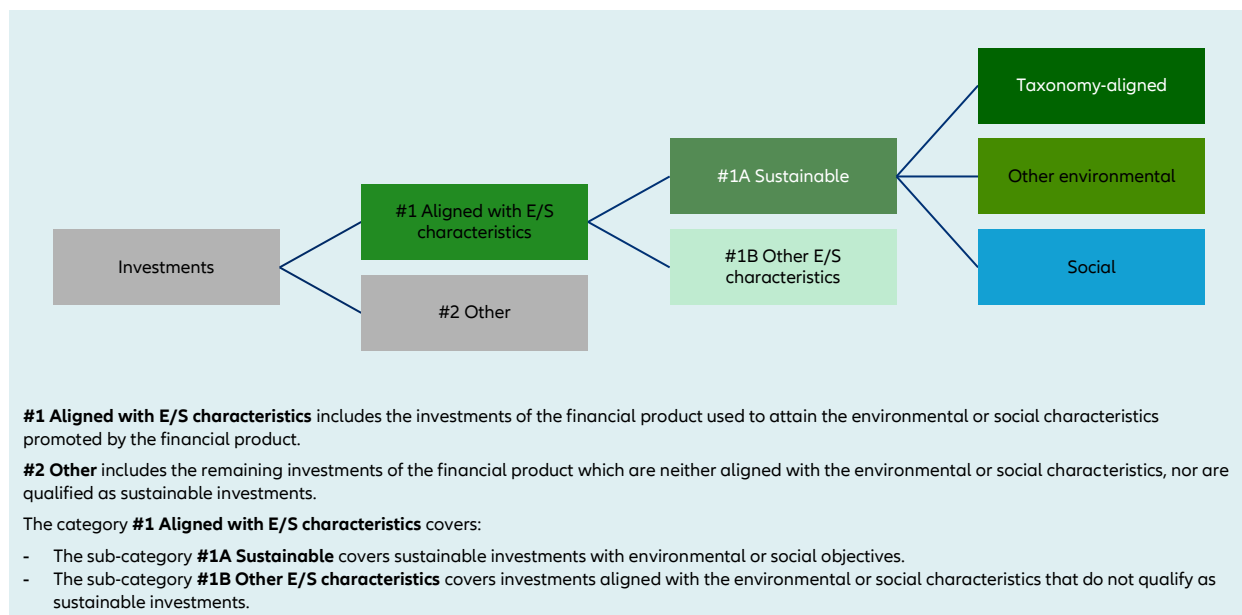 Taxonomy-aligned
#1A Sustainable
Other environmental
#1 Aligned with E/S
characteristics
#1B Other E/S
characteristics
Investments
Social
#2 Other
#1 Aligned with E/S characteristics includes the investments of the financial product used to attain the environmental or social characteristics
promoted by the financial product.
#2 Other includes the remaining investments of the financial product which are neither aligned with the environmental or social characteristics, nor are
qualified as sustainable investments.
The category #1 Aligned with E/S characteristics covers:
- The sub-category #1A Sustainable covers sustainable investments with environmental or social objectives.
- The sub-category #1B Other E/S characteristics covers investments aligned with the environmental or social characteristics that do not qualify as
sustainable investments.